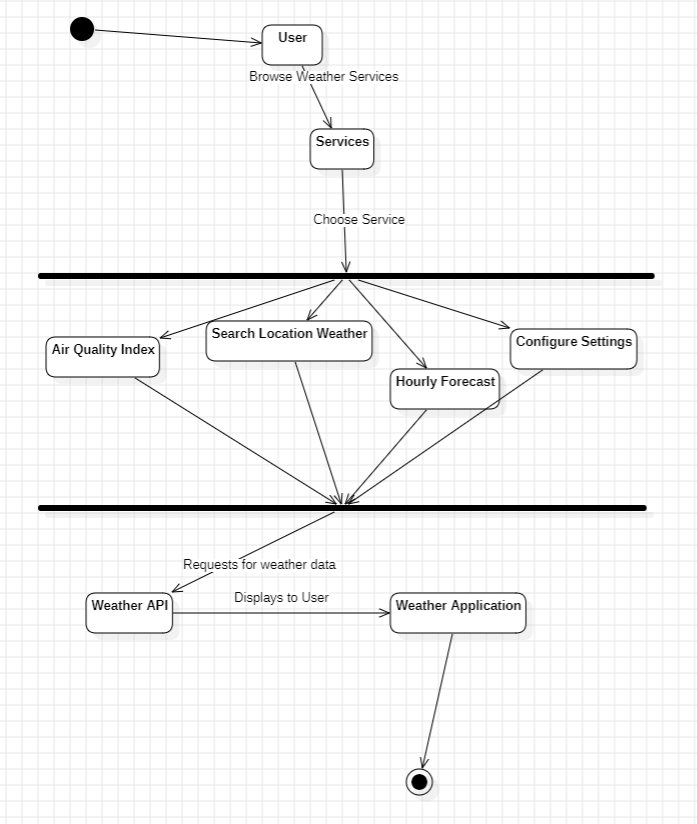 User
Browse Weather Services
Services
Choose Service
Air Quality Index
Search Location Weather
Hourly Forecast
Configure Settings
Requests for weather data
Weather API
Displays to User
Weather Application